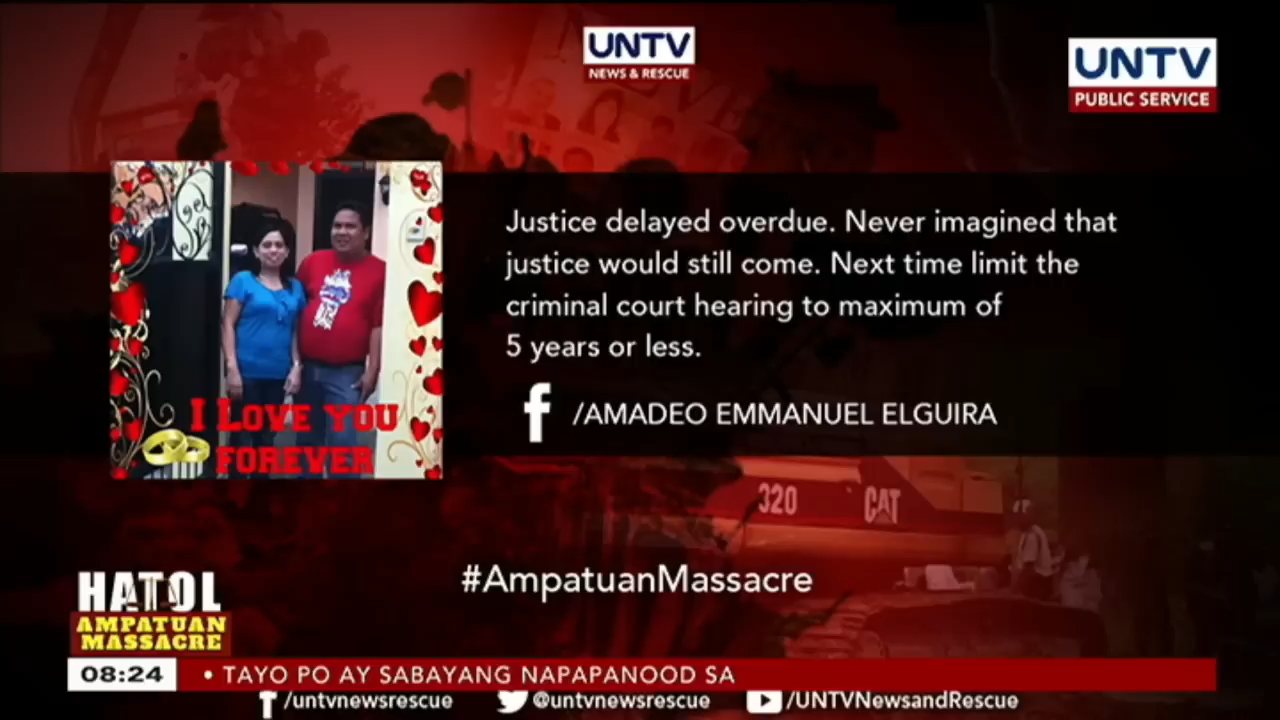 UNTV
NEWS & RESCUE
UNTV
PUBLIC SERVICE
Justice delayed overdue. Never imagined that
justice would still come. Next time limit the
criminal court hearing to maximum of
5 years or less.
f /AMADEO EMMANUEL ELGUIRA
I LOVE YOU
FOREVER
320 CAT
#AmpatuanMassacre
HATOL
AMPATUAN
MASSACRE
08:24 • TAYO PO AY SABAYANG NAPAPANOOD SA
f /untvnewsrescue @untvnewsrescue /UNTVNewsandRescue